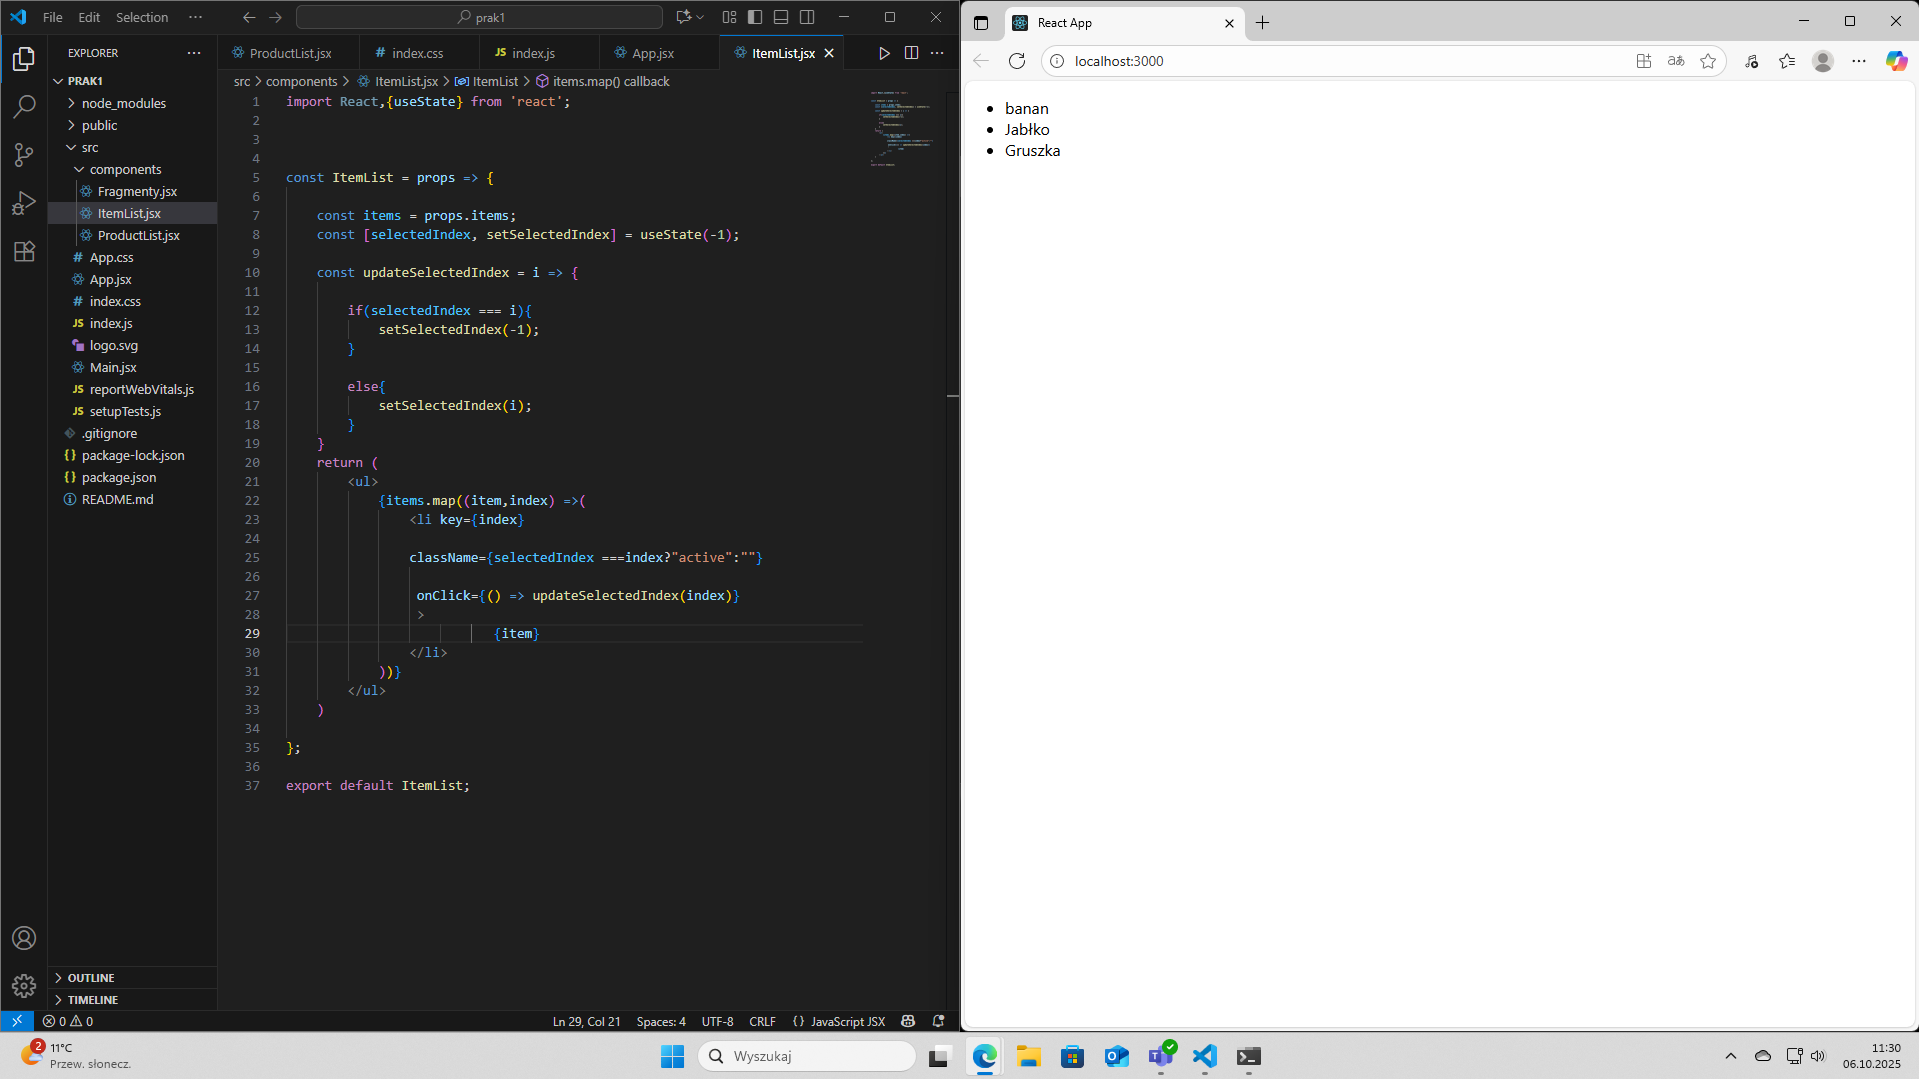 File Edit Selection ··· prak1
EXPLORER ···
PRAK1
node_modules
public
src
components
Fragmenty.jsx
ItemList.jsx
ProductList.jsx
App.css
App.jsx
index.css
index.js
logo.svg
Main.jsx
reportWebVitals.js
setupTests.js
.gitignore
package-lock.json
package.json
README.md
OUTLINE
TIMELINE
ProductList.jsx index.css index.js App.jsx ItemList.jsx
src > components > ItemList.jsx > ItemList > items.map() callback
1 import React,{useState} from 'react';
2
3
4
5 const ItemList = props => {
6
7 const items = props.items;
8 const [selectedIndex, setSelectedIndex] = useState(-1);
9
10 const updateSelectedIndex = i => {
11
12 if(selectedIndex === i){
13 setSelectedIndex(-1);
14 }
15
16 else{
17 setSelectedIndex(i);
18 }
19 }
20 return (
21 <ul>
22 {items.map((item,index) =>(
23 <li key={index}
24
25 className={selectedIndex ===index?"active":""}
26
27 onClick={() => updateSelectedIndex(index)}
28 >
29 {item}
30 </li>
31 ))}
32 </ul>
33 )
34
35 };
36
37 export default ItemList;
0 0 Ln 29, Col 21 Spaces: 4 UTF-8 CRLF {} JavaScript JSX
React App
localhost:3000
banan
Jabłko
Gruszka
2
11°C
Przew. słonecz.
Wyszukaj
11:30
06.10.2025